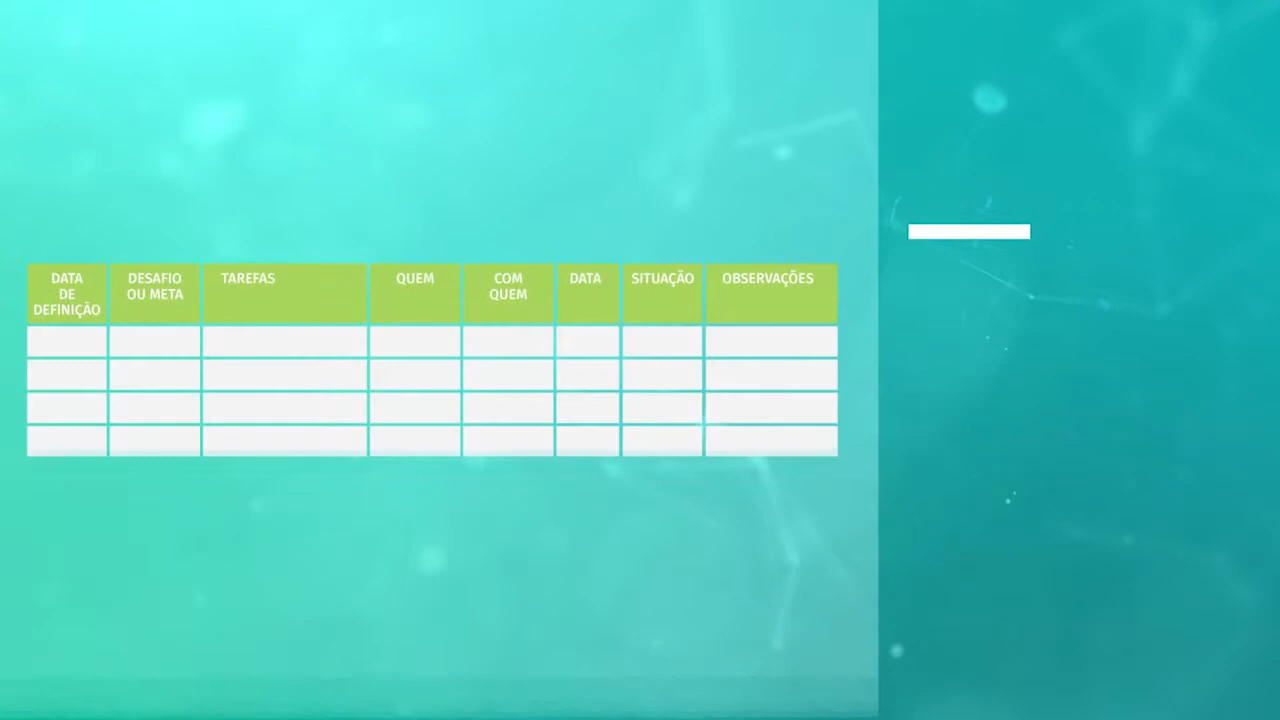 DATA
DE
DEFINIÇÃO
DESAFIO
OU META
TAREFAS
QUEM
COM
QUEM
DATA
SITUAÇÃO
OBSERVAÇÕES